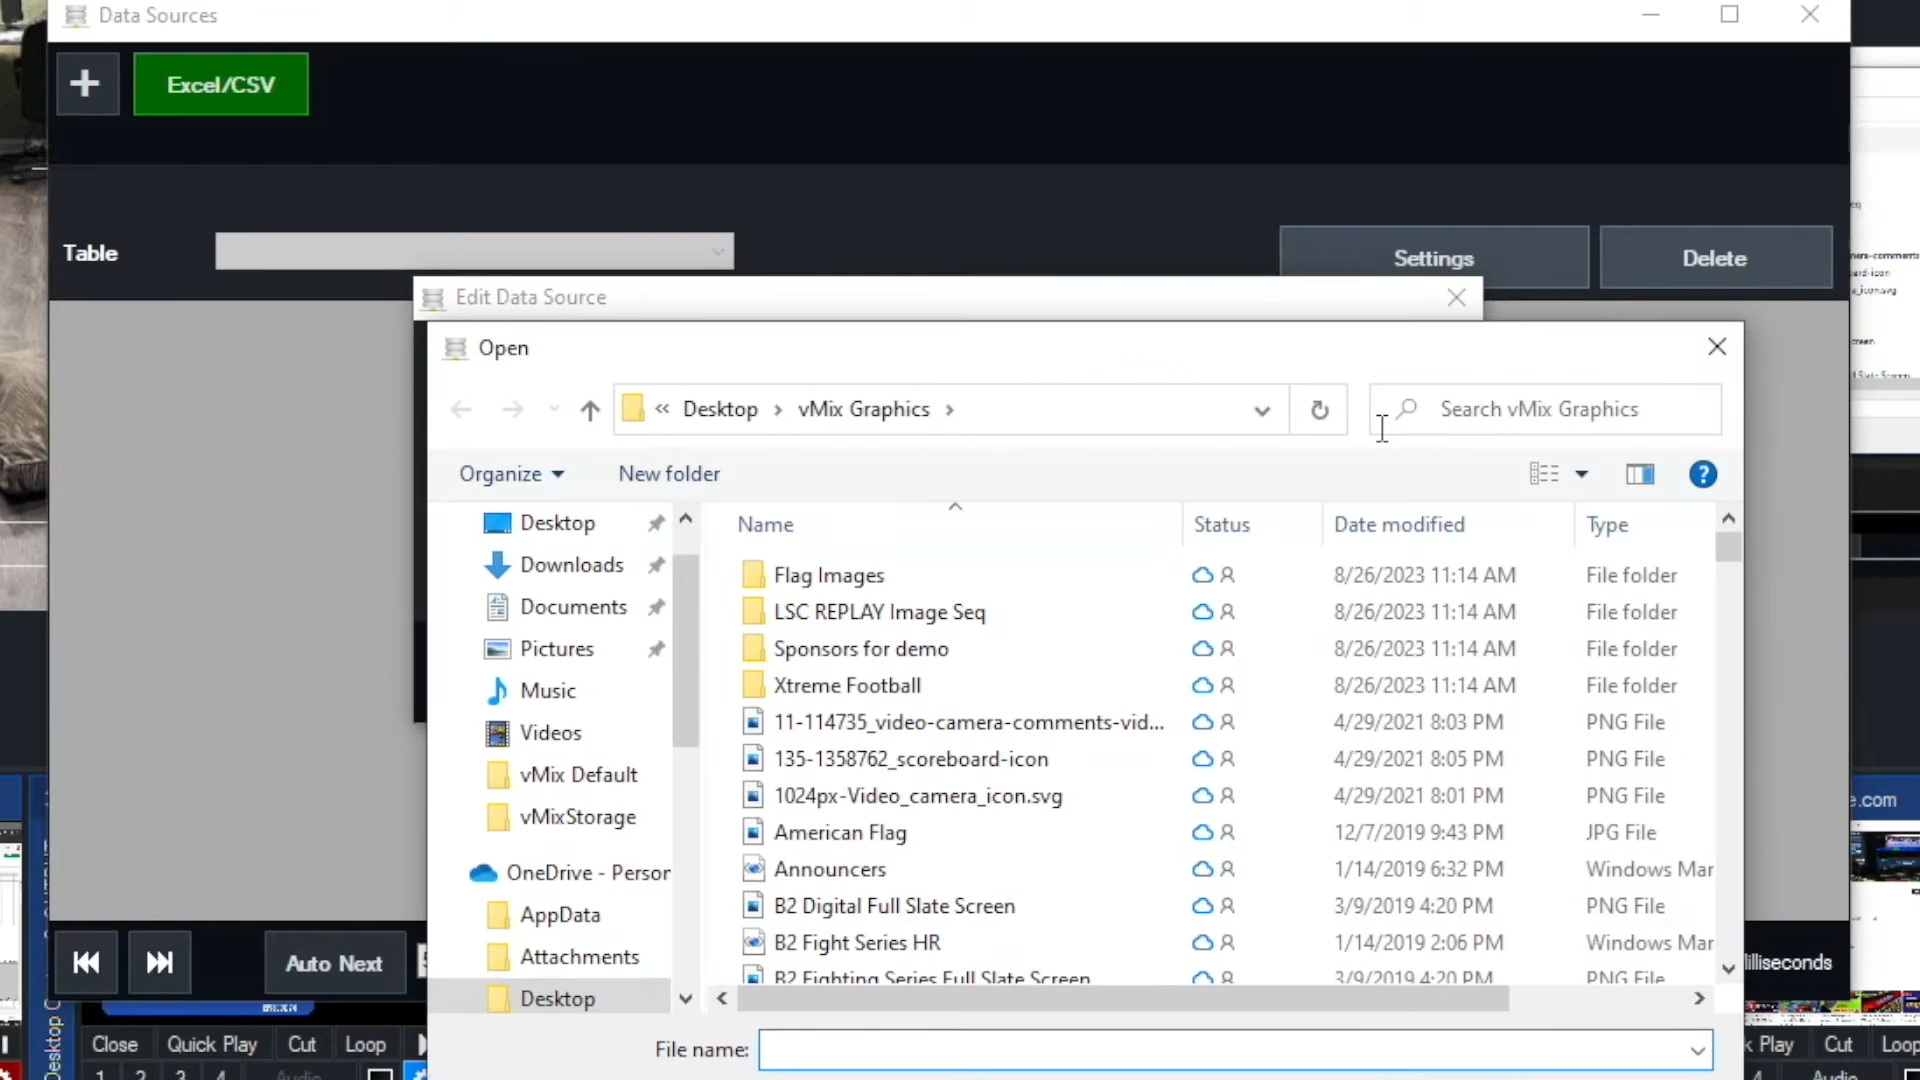 Data Sources
Excel/CSV
Table
Settings
Delete
Edit Data Source
Open
« Desktop > vMix Graphics >
Search vMix Graphics
Organize
New folder
Name
Status
Date modified
Type
Desktop
Downloads
Documents
Pictures
Music
Videos
vMix Default
vMixStorage
OneDrive - Person
AppData
Attachments
Desktop
Flag Images 8/26/2023 11:14 AM File folder
LSC REPLAY Image Seq 8/26/2023 11:14 AM File folder
Sponsors for demo 8/26/2023 11:14 AM File folder
Xtreme Football 8/26/2023 11:14 AM File folder
11-114735_video-camera-comments-vid... 4/29/2021 8:03 PM PNG File
135-1358762_scoreboard-icon 4/29/2021 8:05 PM PNG File
1024px-Video_camera_icon.svg 4/29/2021 8:01 PM PNG File
American Flag 12/7/2019 9:43 PM JPG File
Announcers 1/14/2019 6:32 PM Windows Mar
B2 Digital Full Slate Screen 3/9/2019 4:20 PM PNG File
B2 Fight Series HR 1/14/2019 2:06 PM Windows Mar
B2 Fighting Series Full Slate Screen 3/9/2019 4:20 PM PNG File
File name:
Auto Next
illiseconds
Close
Quick Play
Cut
Loop
1 2 3 4 Audio
Desktop
k Play
Cut
Loop
4 Audio
e.com